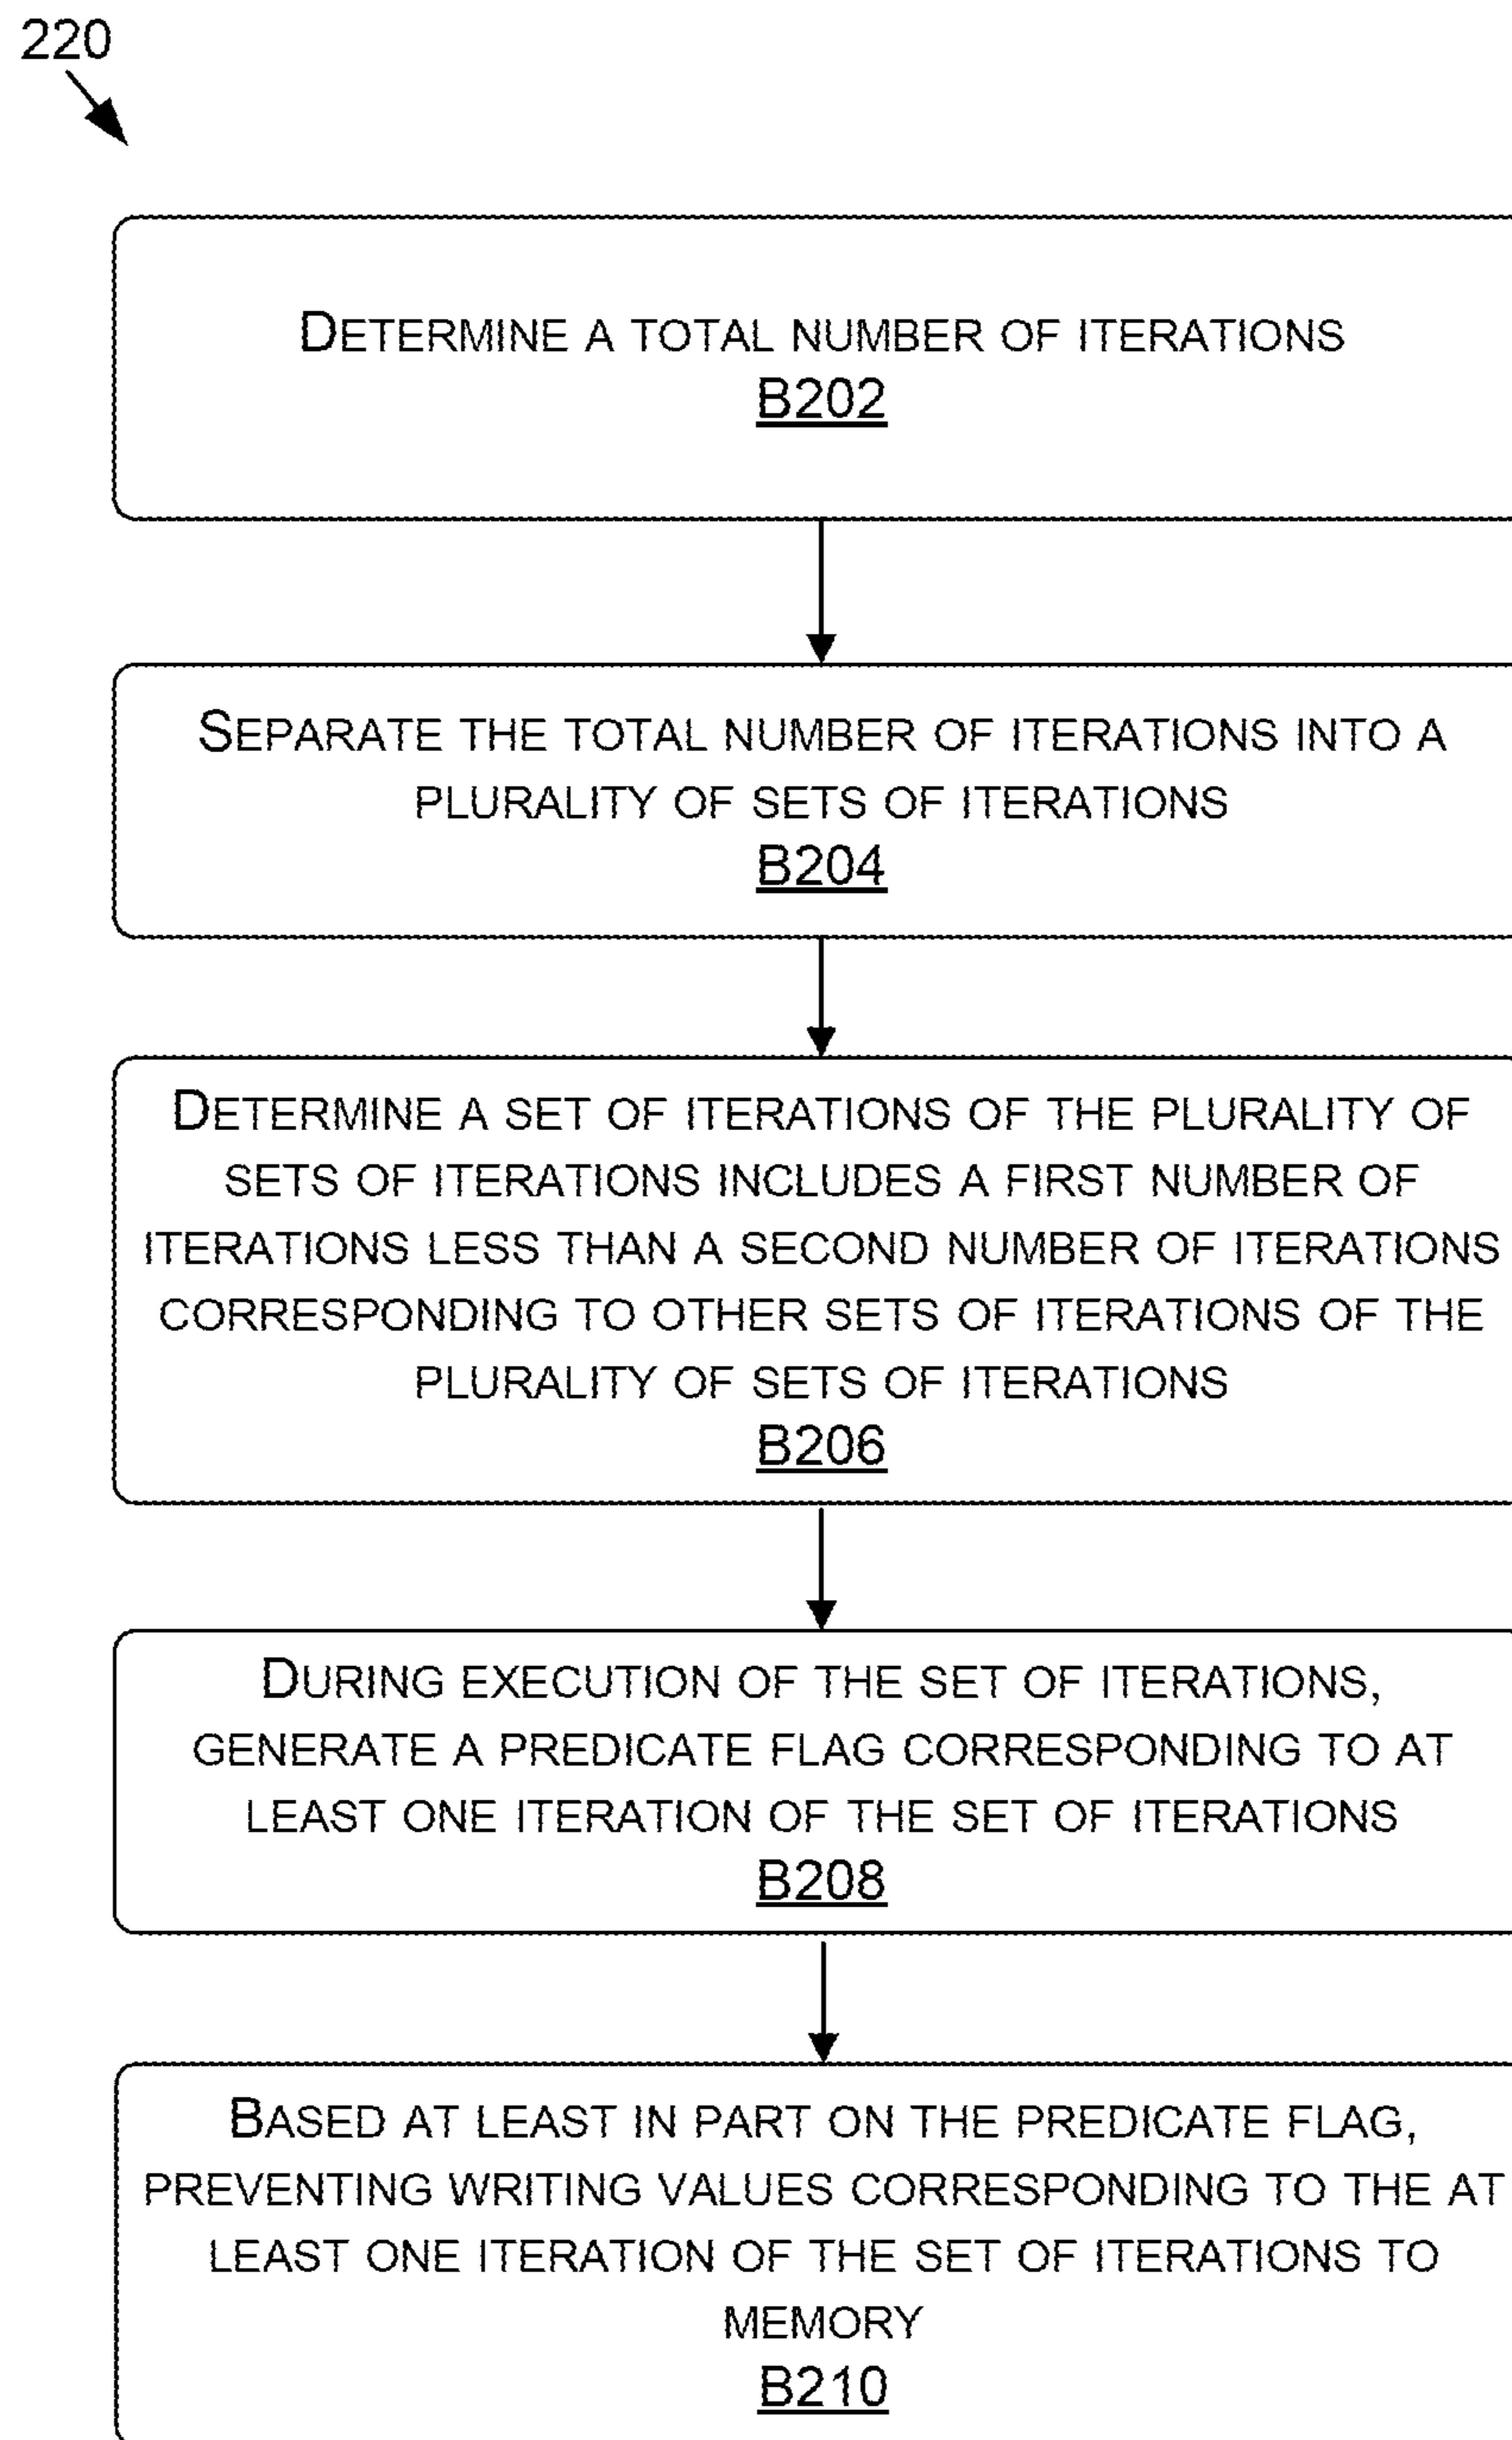 220
DETERMINE A TOTAL NUMBER OF ITERATIONS
B202
SEPARATE THE TOTAL NUMBER OF ITERATIONS INTO A
PLURALITY OF SETS OF ITERATIONS
B204
DETERMINE A SET OF ITERATIONS OF THE PLURALITY OF
SETS OF ITERATIONS INCLUDES A FIRST NUMBER OF
ITERATIONS LESS THAN A SECOND NUMBER OF ITERATIONS
CORRESPONDING TO OTHER SETS OF ITERATIONS OF THE
PLURALITY OF SETS OF ITERATIONS
B206
DURING EXECUTION OF THE SET OF ITERATIONS,
GENERATE A PREDICATE FLAG CORRESPONDING TO AT
LEAST ONE ITERATION OF THE SET OF ITERATIONS
B208
BASED AT LEAST IN PART ON THE PREDICATE FLAG,
PREVENTING WRITING VALUES CORRESPONDING TO THE AT
LEAST ONE ITERATION OF THE SET OF ITERATIONS TO
MEMORY
B210